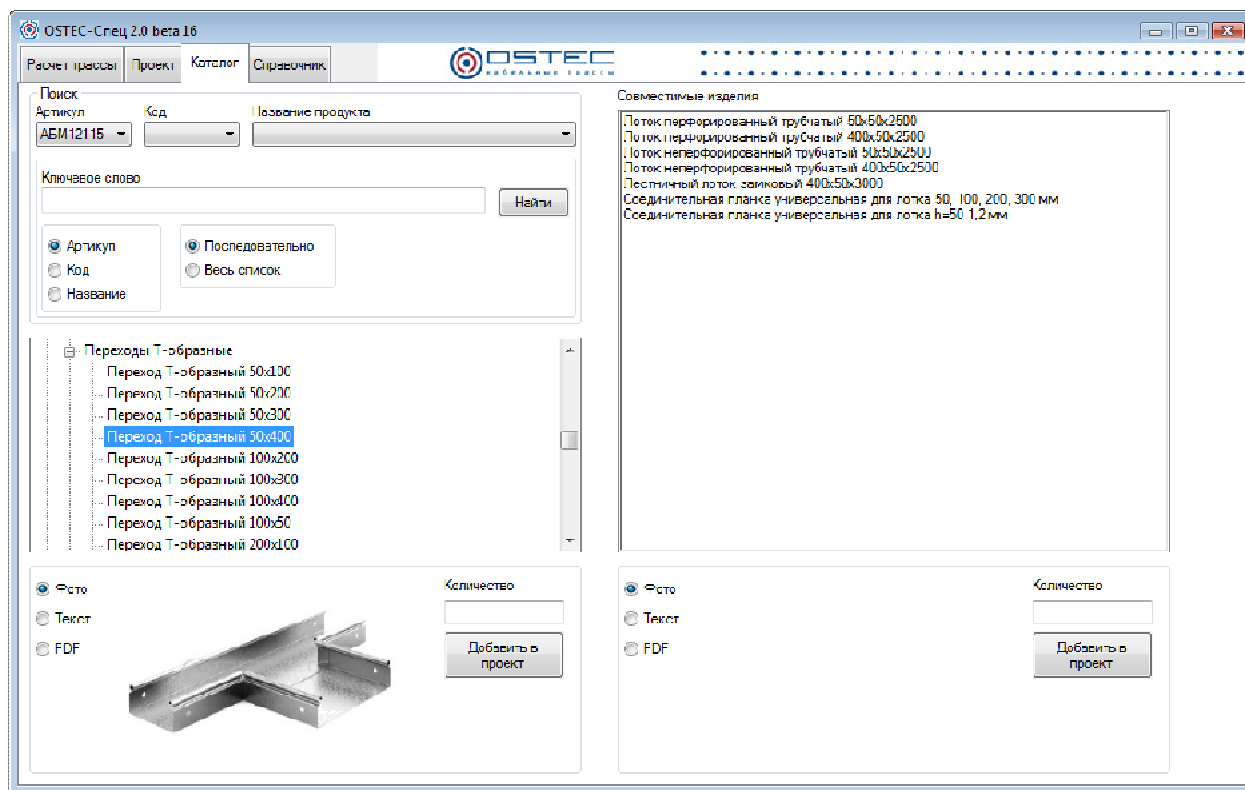 OSTEC-Спец 2.0 beta 16
Расчет трассы Проект Каталог Справочник
OSTEC
кабельные трассы
Поиск
Артикул Код Название продукта
АБМ12115
Ключевое слово
Найти
Артикул
Код
Название
Последовательно
Весь список
Переходы Т-образные
Переход Т-образный 50х100
Переход Т-образный 50х200
Переход Т-образный 50х300
Переход Т-образный 50х400
Переход Т-образный 100х200
Переход Т-образный 100х300
Переход Т-образный 100х400
Переход Т-образный 100х50
Переход Т-образный 200х100
Фото
Текст
PDF
Количество
Добавить в
проект
Совместимые изделия
Лоток перфорированный трубчатый 50х50х2500
Лоток перфорированный трубчатый 400х50х2500
Лоток неперфорированный трубчатый 50х50х2500
Лоток неперфорированный трубчатый 400х50х2500
Лестничный лоток замковый 400х50х3000
Соединительная планка универсальная для лотка 50, 100, 200, 300 мм
Соединительная планка универсальная для лотка h=50 1,2 мм
Фото
Текст
PDF
Количество
Добавить в
проект